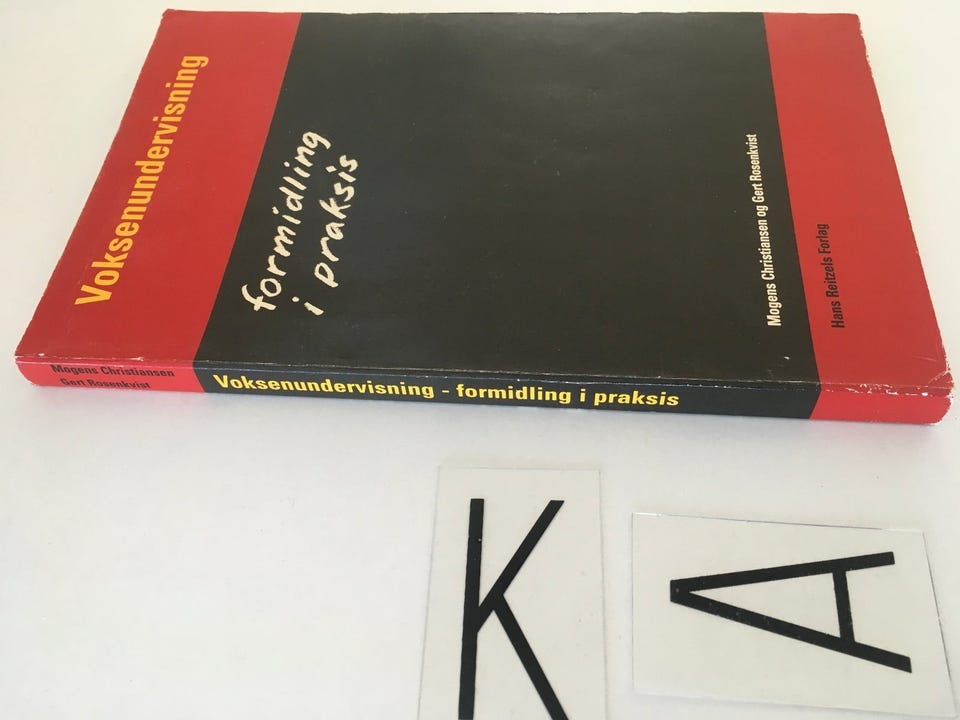 Voksenundervisning
formidling
i praksis
Mogens Christiansen og Gert Rosenkvist
Hans Reitzels Forlag
Mogens Christiansen
Gert Rosenkvist
Voksenundervisning - formidling i praksis
K
A